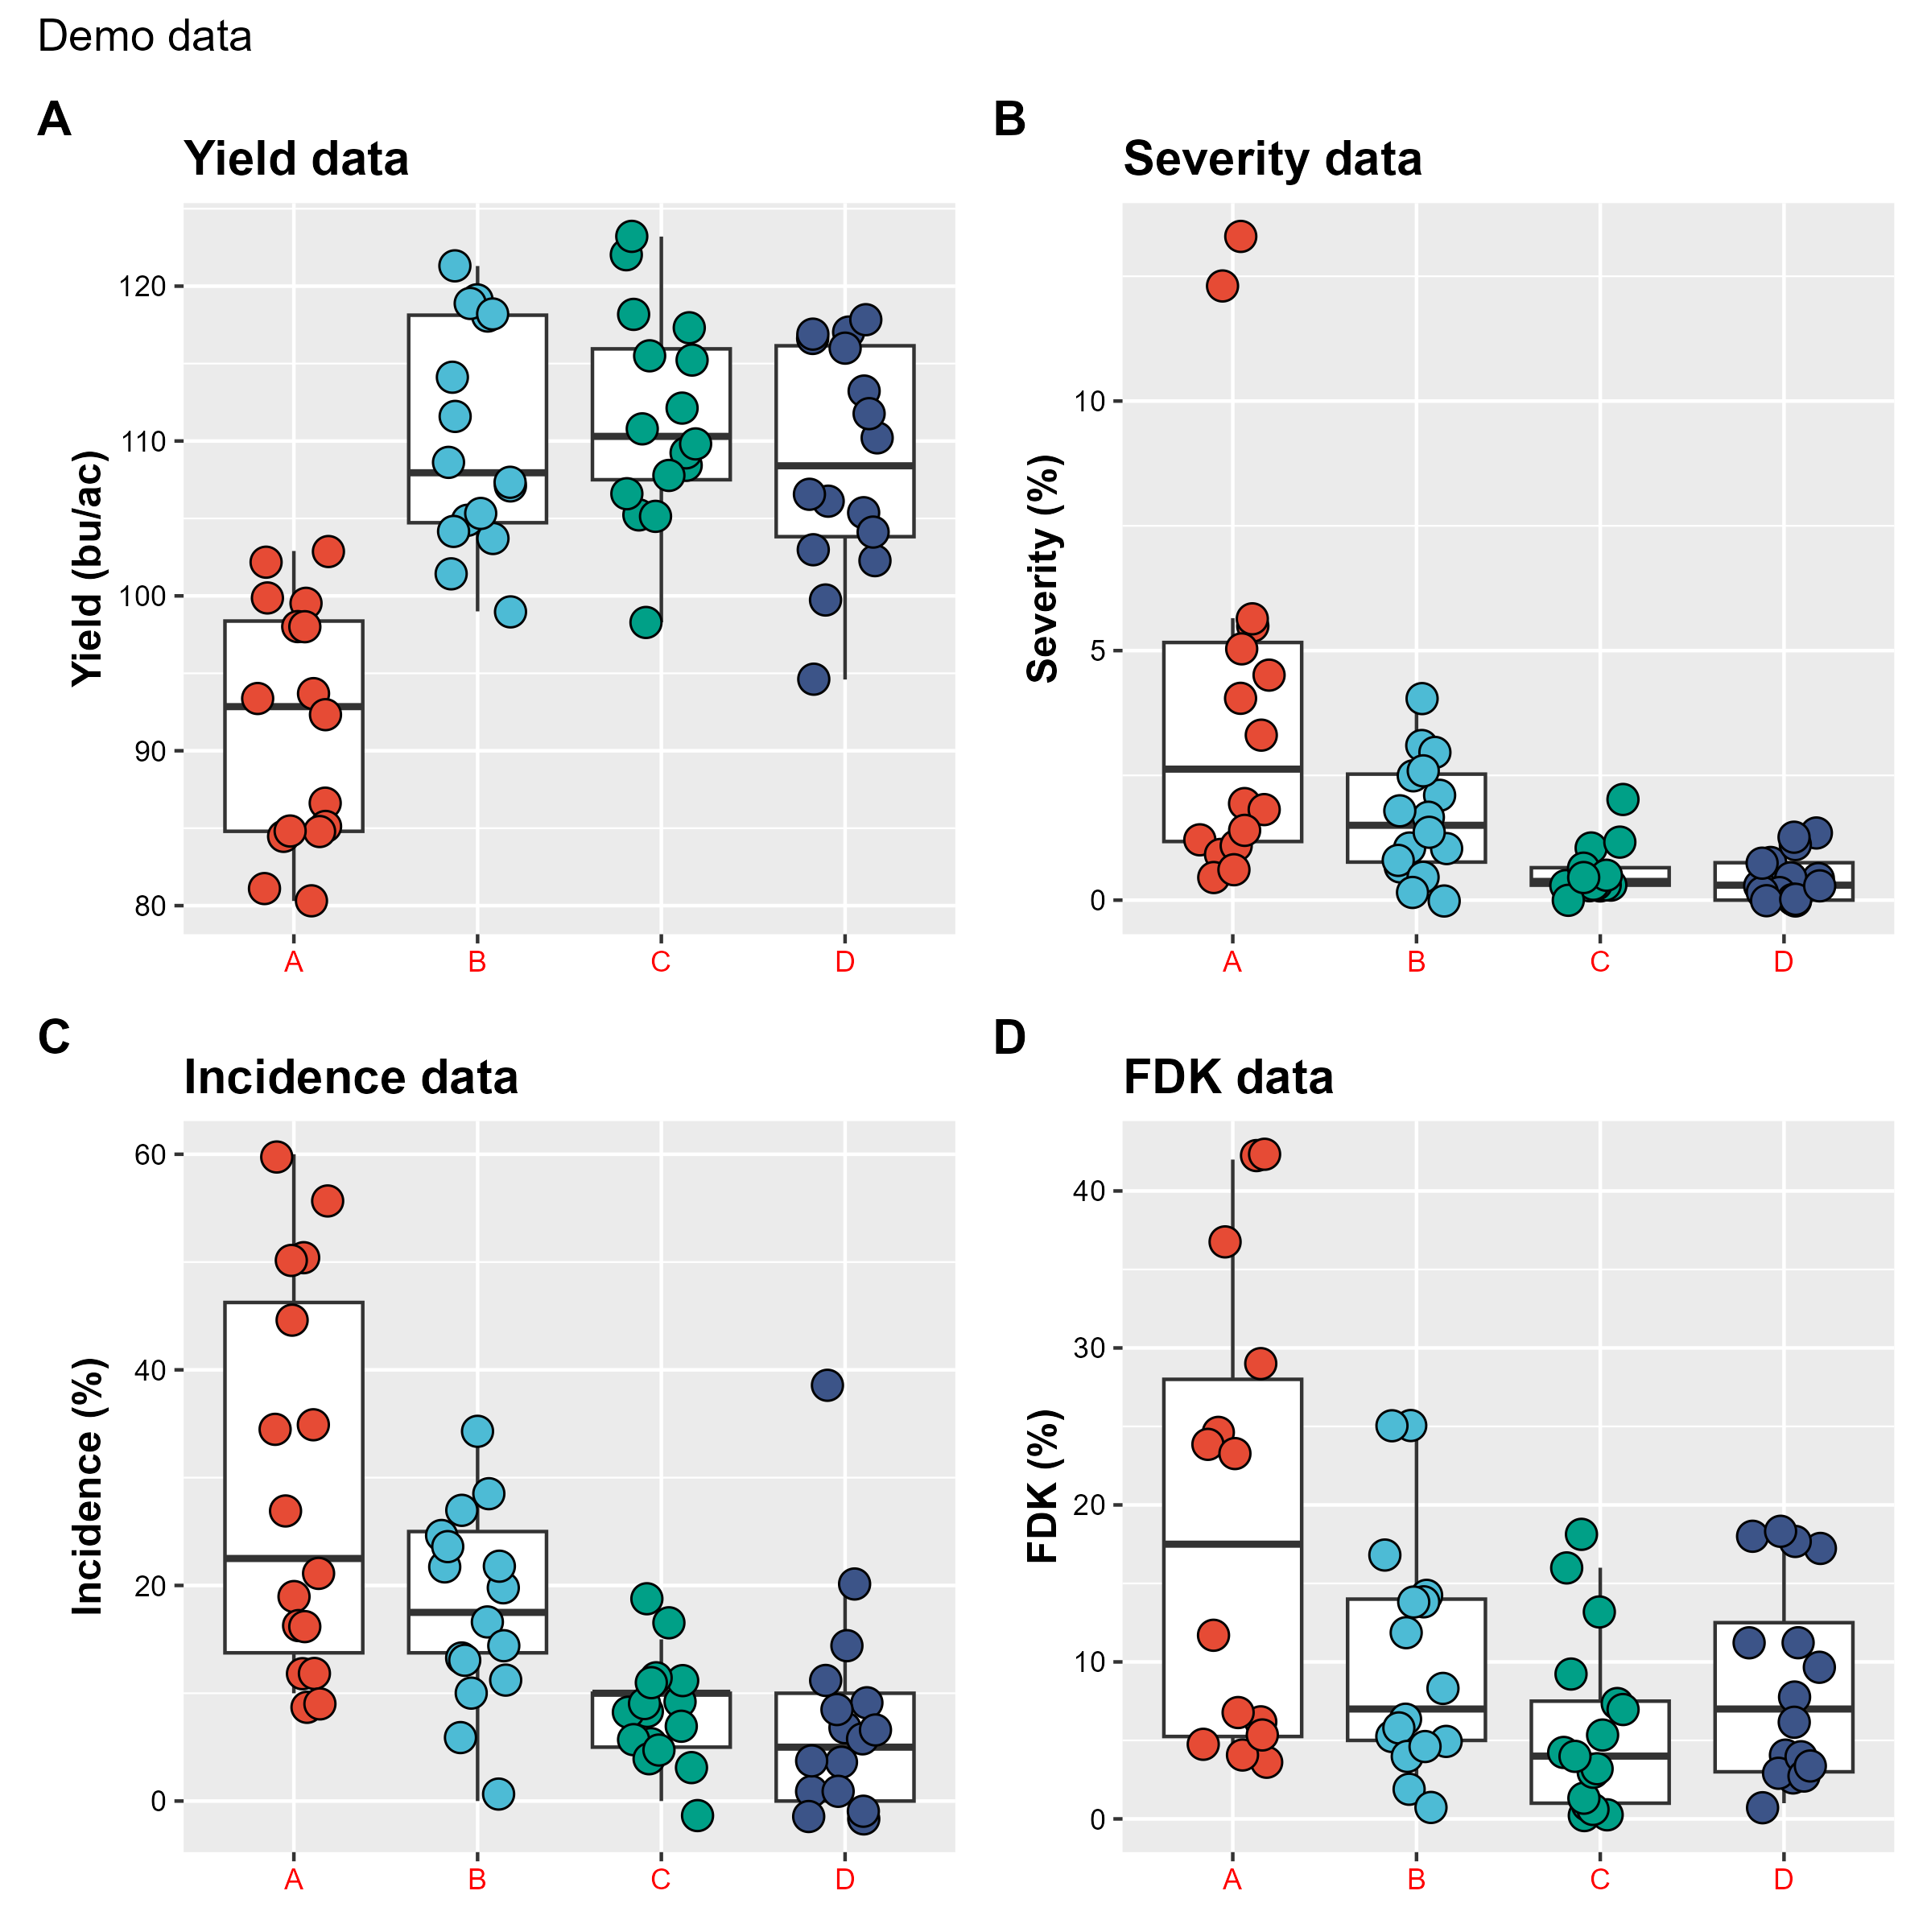 Demo data
A
Yield data
Yield (bu/ac)
120
110
100
90
80
A B C D
B
Severity data
Severity (%)
10
5
0
A B C D
C
Incidence data
Incidence (%)
60
40
20
0
A B C D
D
FDK data
FDK (%)
40
30
20
10
0
A B C D